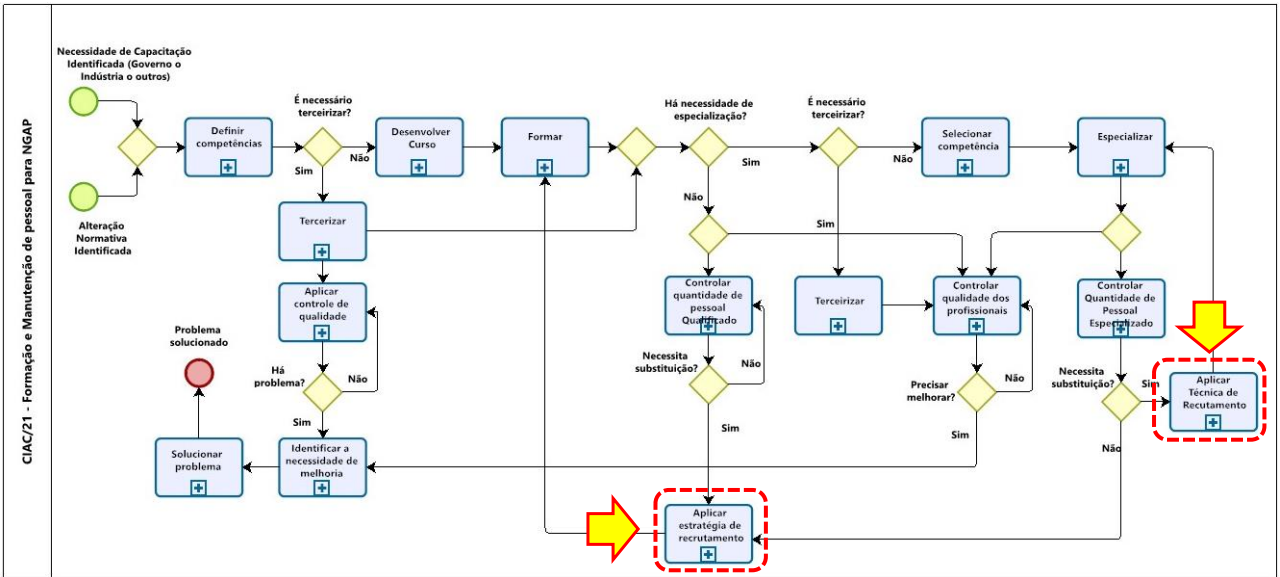 CIAC/21 - Formação e Manutenção de pessoal para NGAP
Necessidade de Capacitação
Identificada (Governo o
Indústria o outros)
Alteração
Normativa
Identificada
Definir
competências
É necessário
terceirizar?
Não
Sim
Desenvolver
Curso
Formar
Há necessidade de
especialização?
Sim
Não
É necessário
terceirizar?
Não
Sim
Selecionar
competência
Especializar
Tercerizar
Aplicar
controle de
qualidade
Há
problema?
Não
Sim
Problema
solucionado
Solucionar
problema
Identificar a
necessidade de
melhoria
Controlar
quantidade de
pessoal
Qualificado
Necessita
substituição?
Não
Sim
Terceirizar
Controlar
qualidade dos
profissionais
Precisar
melhorar?
Não
Sim
Controlar
Quantidade de
Pessoal
Especializado
Necessita
substituição?
Sim
Não
Aplicar
Técnica de
Recutamento
Aplicar
estratégia de
recrutamento